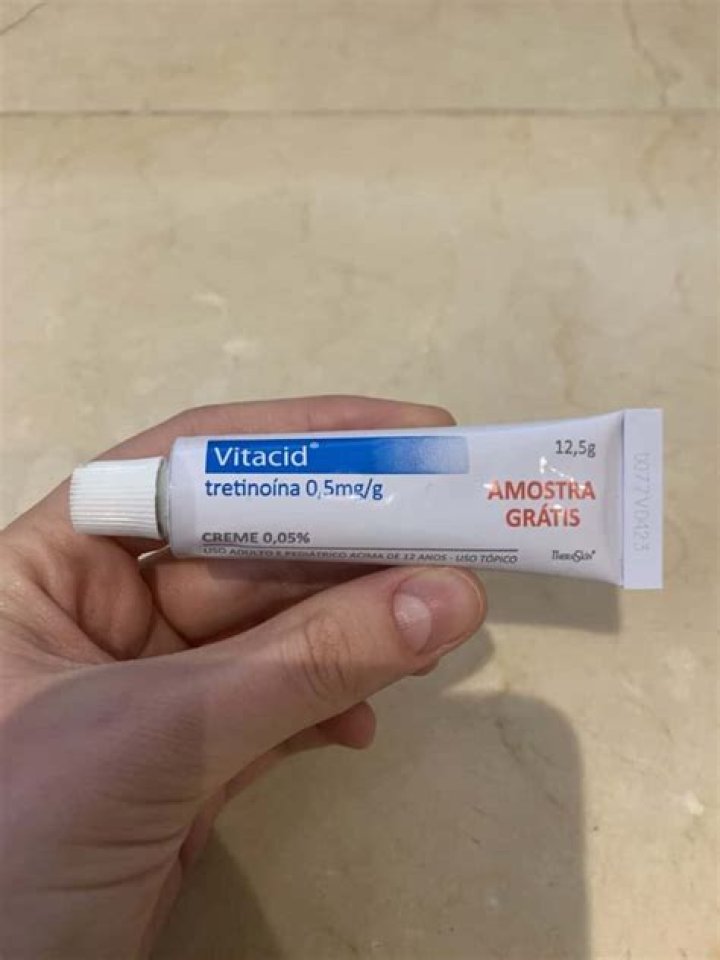 Vitacid®
tretinoína 0,5mg/g
12,5g
AMOSTRA
GRÁTIS
CREME 0,05%
USO ADULTO E PEDIÁTRICO ACIMA DE 12 ANOS - USO TÓPICO
TheraSkin®